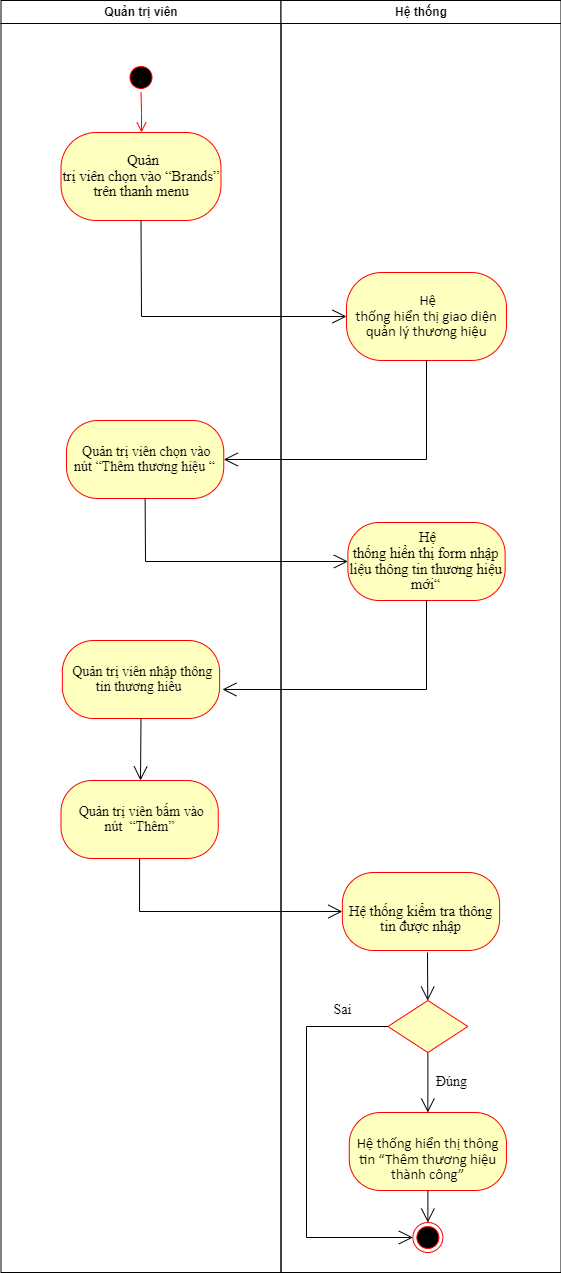 Quản trị viên
Hệ thống
Quản
trị viên chọn vào “Brands”
trên thanh menu
Hệ
thống hiển thị giao diện
quản lý thương hiệu
Quản trị viên chọn vào
nút “Thêm thương hiệu “
Hệ
thống hiển thị form nhập
liệu thông tin thương hiệu
mới“
Quản trị viên nhập thông
tin thương hiêu
Quản trị viên bấm vào
nút “Thêm”
Hệ thống kiểm tra thông
tin được nhập
Sai
Đúng
Hệ thống hiển thị thông
tin “Thêm thương hiệu
thành công”